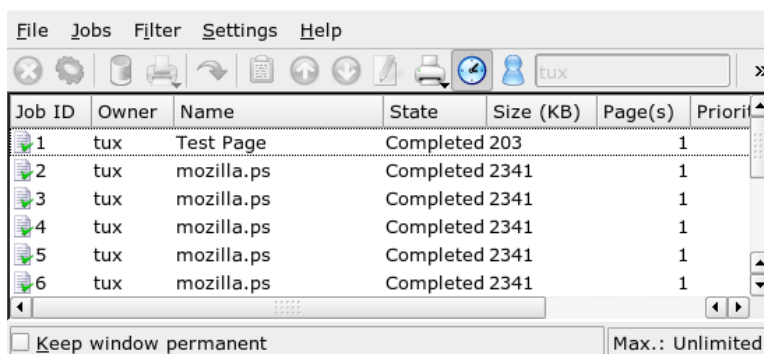 File Jobs Filter Settings Help
tux
Job ID Owner Name State Size (KB) Page(s) Priorit
1 tux Test Page Completed 203 1
2 tux mozilla.ps Completed 2341 1
3 tux mozilla.ps Completed 2341 1
4 tux mozilla.ps Completed 2341 1
5 tux mozilla.ps Completed 2341 1
6 tux mozilla.ps Completed 2341 1
Keep window permanent Max.: Unlimited